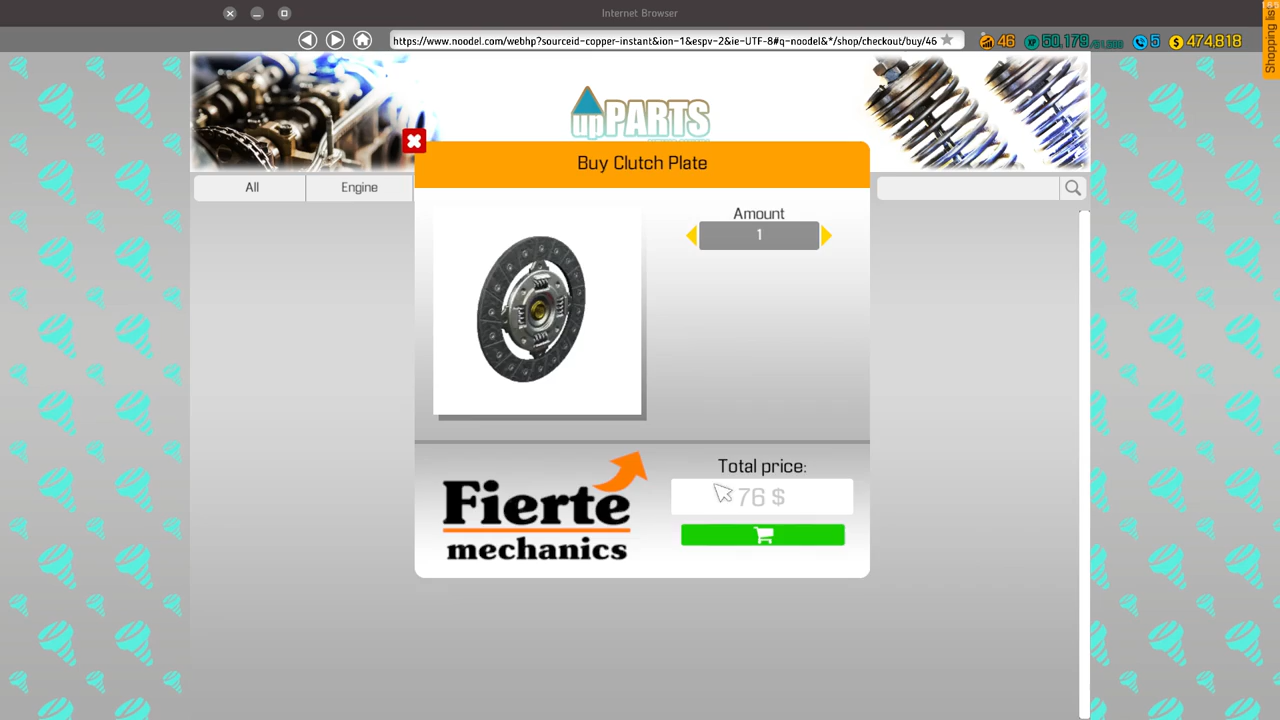 Internet Browser
https://www.noodel.com/webhp?sourceid-copper-instant&ion-1&espv-2&ie-UTF-8#q-noodel&*/shop/checkout/buy/46
46
XP 50,179
5
$ 474,818
Shopping list
upPARTS
Buy Clutch Plate
All
Engine
Amount
1
Total price:
76 $
Fierte
mechanics